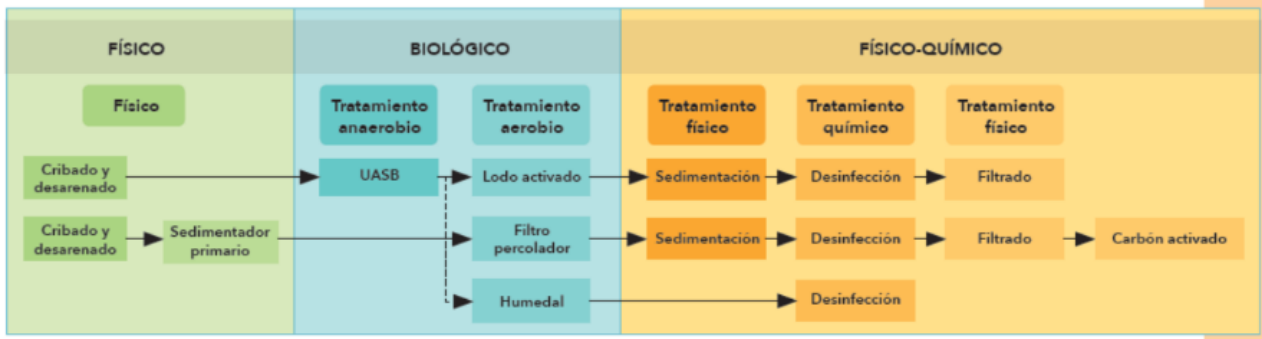 FÍSICO
BIOLÓGICO
FÍSICO-QUÍMICO
Físico
Tratamiento
anaerobio
Tratamiento
aerobio
Tratamiento
físico
Tratamiento
químico
Tratamiento
físico
Cribado y
desarenado
UASB
Lodo activado
Sedimentación
Desinfección
Filtrado
Cribado y
desarenado
Sedimentador
primario
Filtro
percolador
Sedimentación
Desinfección
Filtrado
Carbón activado
Humedal
Desinfección